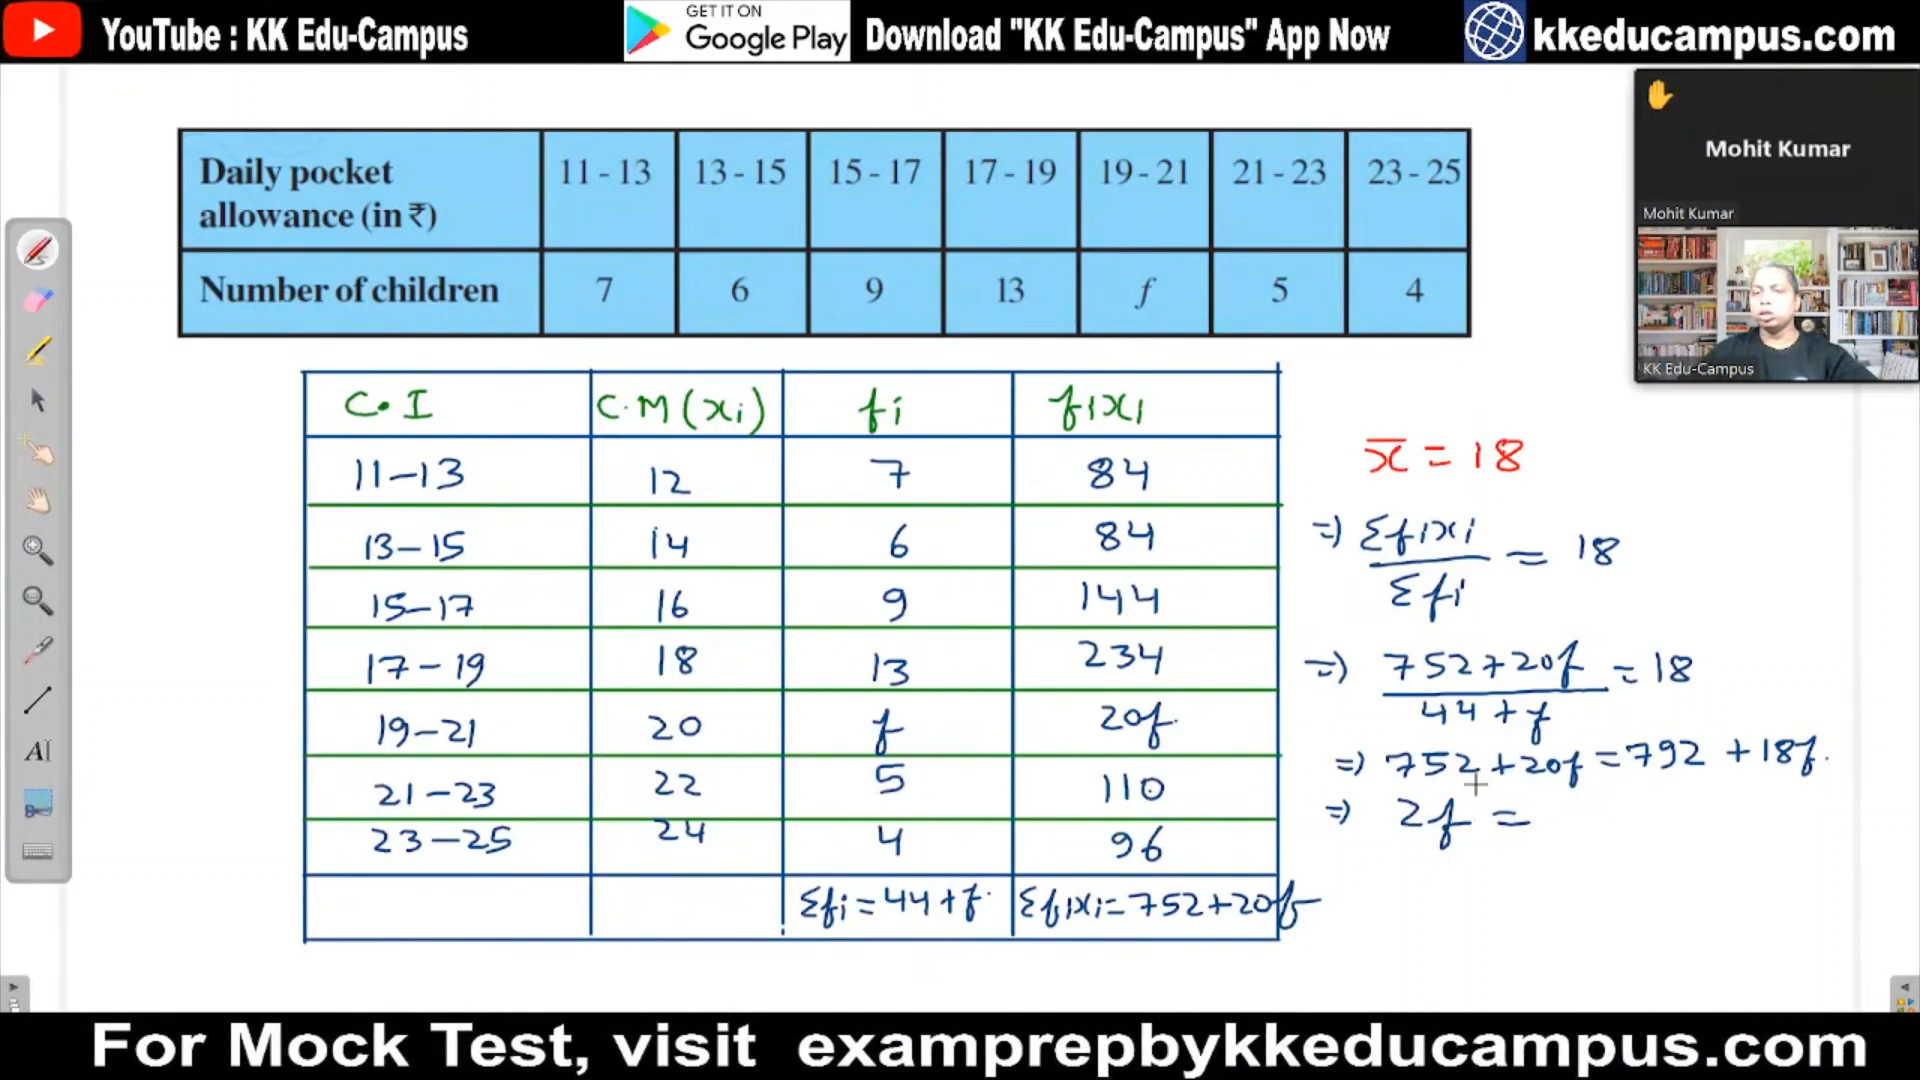 YouTube : KK Edu-Campus
GET IT ON
Google Play
Download "KK Edu-Campus" App Now
kkeducampus.com
Mohit Kumar
Mohit Kumar
KK Edu-Campus
Daily pocket allowance (in ₹) 11 - 13 13 - 15 15 - 17 17 - 19 19 - 21 21 - 23 23 - 25
Number of children 7 6 9 13 f 5 4
C.I C.M (xi) fi fixi
11-13 12 7 84
13-15 14 6 84
15-17 16 9 144
17-19 18 13 234
19-21 20 f 20f
21-23 22 5 110
23-25 24 4 96
Σfi = 44 + f Σfixi = 752 + 20f
x̄ = 18
⇒ Σfixi / Σfi = 18
⇒ 752 + 20f / 44 + f = 18
⇒ 752 + 20f = 792 + 18f
⇒ 2f =
AI
For Mock Test, visit examprepbykkeducampus.com